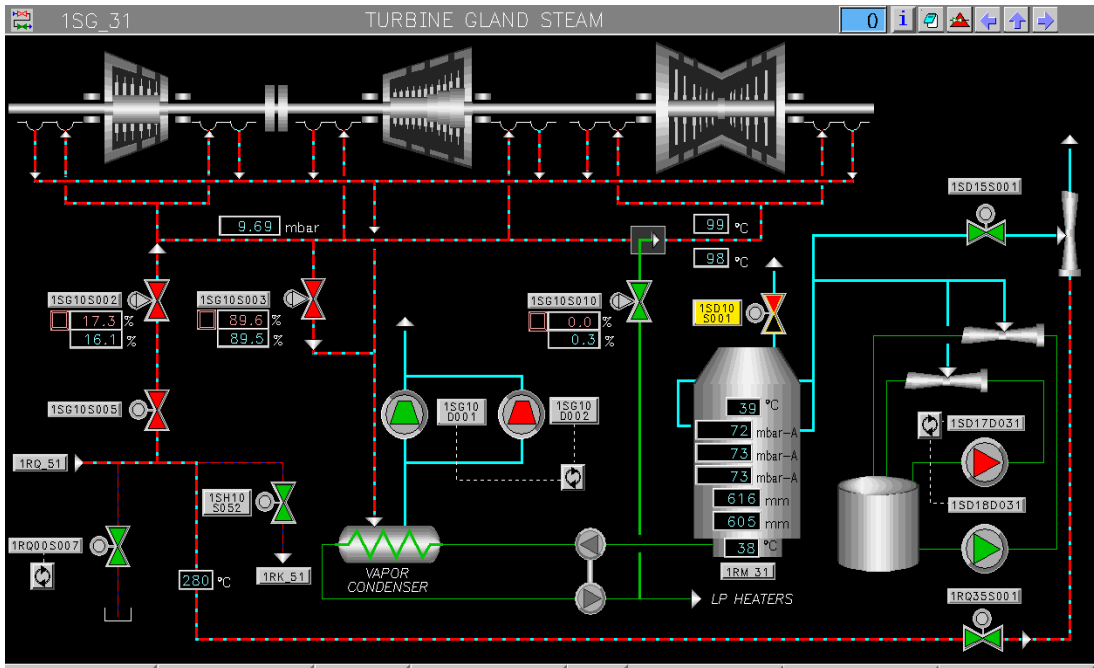 1SG_31 TURBINE GLAND STEAM 0 i
1SD15S001
9.69 mbar
99 °C
98 °C
1SG10S002
17.3 %
16.1 %
1SG10S003
89.6 %
89.5 %
1SG10S010
0.0 %
0.3 %
1SD10
S001
1SG10S005
1SG10
D001
1SG10
D002
39 °C
72 mbar-A
73 mbar-A
73 mbar-A
616 mm
605 mm
38 °C
1RM_31
1SD17D031
1SD18D031
1RQ_51
1SH10
S052
1RQ00S007
280 °C
1RK_51
VAPOR
CONDENSER
LP HEATERS
1RQ35S001